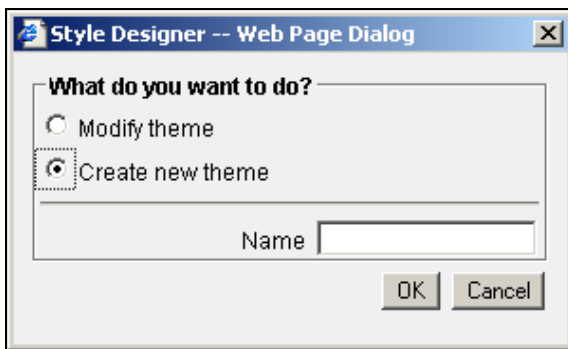 Style Designer -- Web Page Dialog
What do you want to do?
Modify theme
Create new theme
Name
OK Cancel